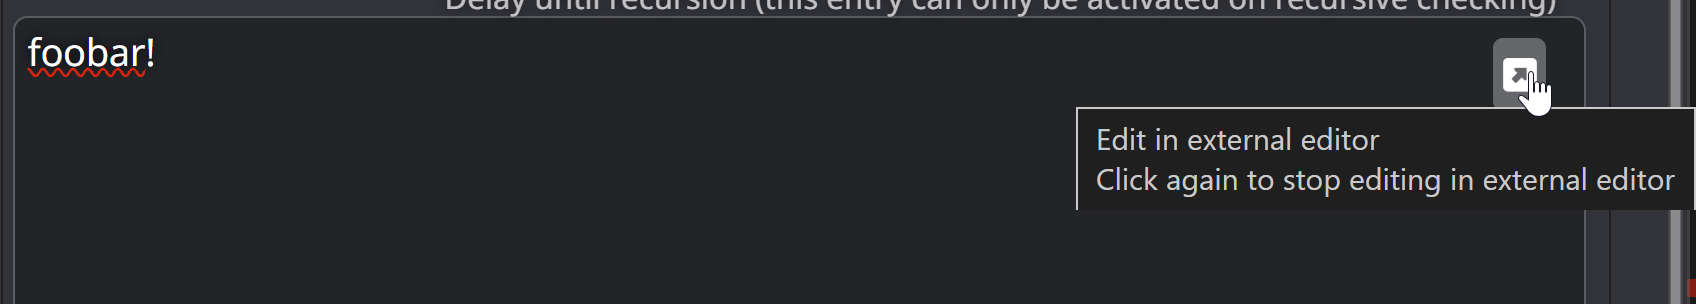 Delay until recursion (this entry can only be activated on recursive checking)
foobar!
Edit in external editor
Click again to stop editing in external editor